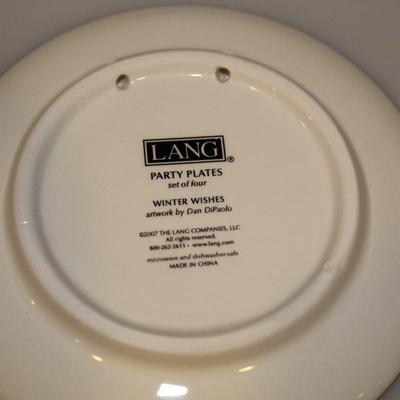 LANG®
PARTY PLATES
set of four
WINTER WISHES
artwork by Dan DiPaolo
©2007 THE LANG COMPANIES, LLC
All rights reserved.
800-262-2611 • www.lang.com
microwave and dishwasher-safe
MADE IN CHINA